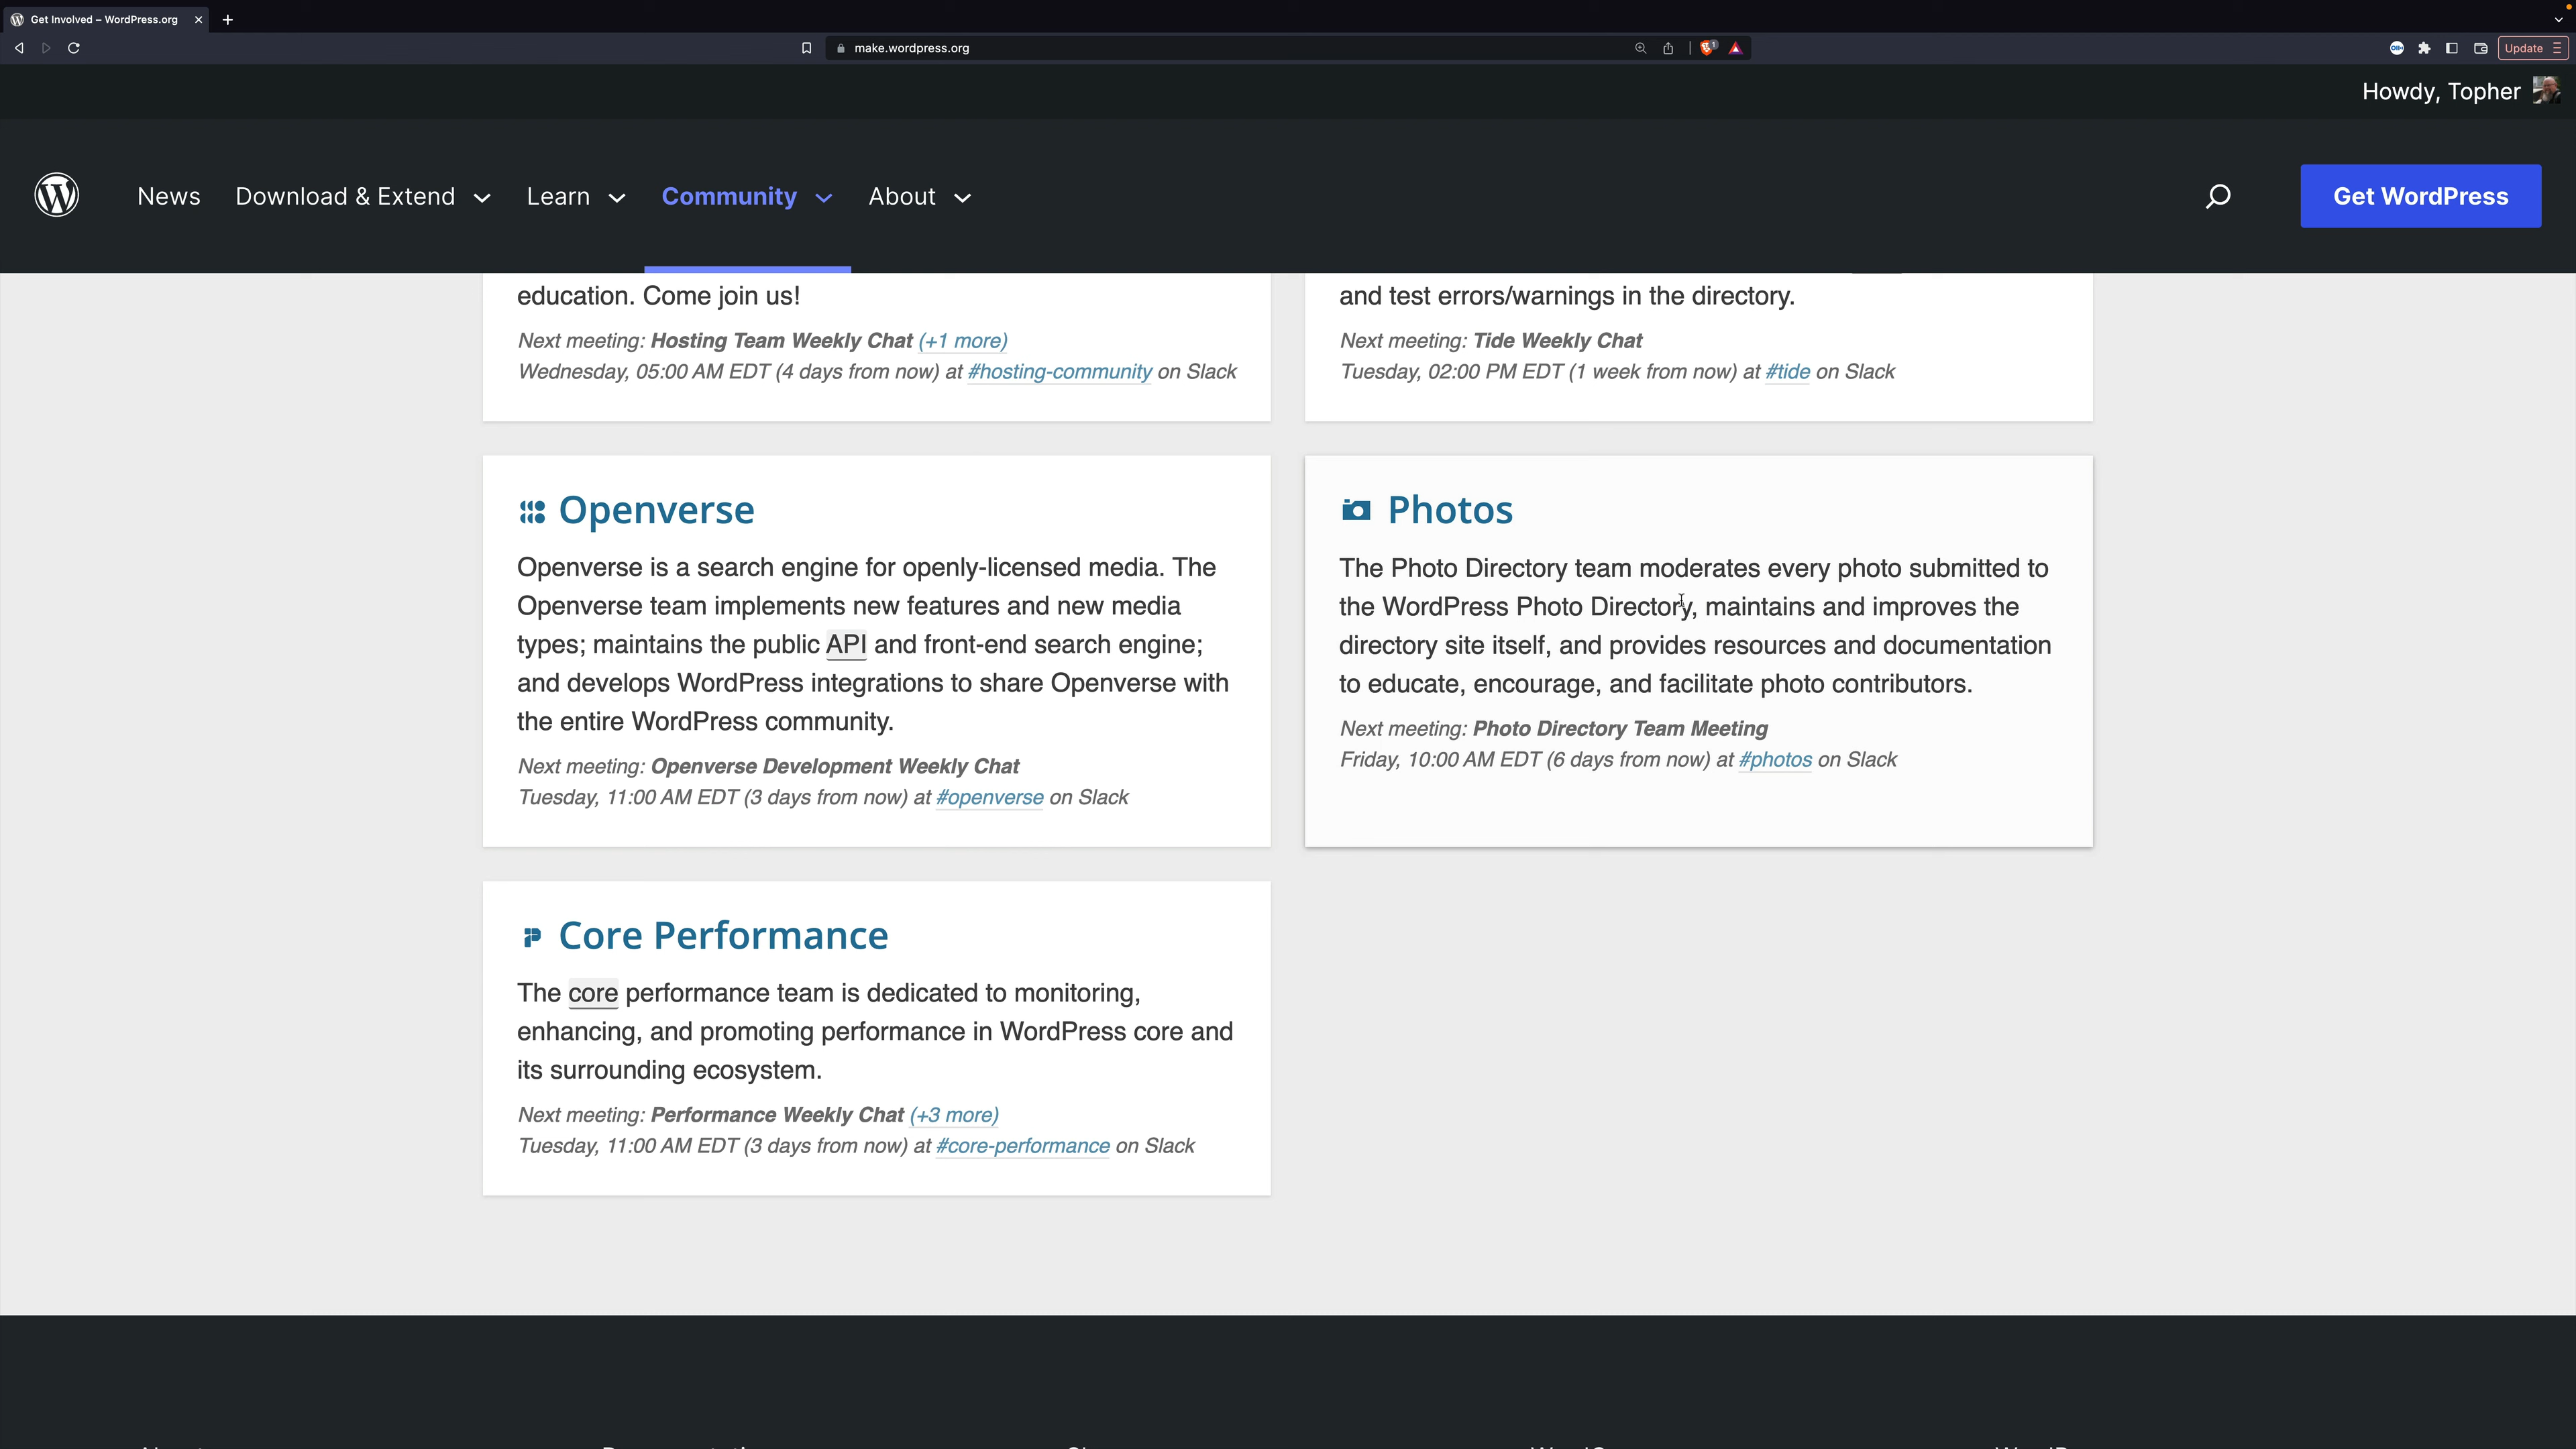 Get Involved – WordPress.org
make.wordpress.org
1
Update
Howdy, Topher
News
Download & Extend
Learn
Community
About
Get WordPress
education. Come join us!
Next meeting: Hosting Team Weekly Chat (+1 more)
Wednesday, 05:00 AM EDT (4 days from now) at #hosting-community on Slack
and test errors/warnings in the directory.
Next meeting: Tide Weekly Chat
Tuesday, 02:00 PM EDT (1 week from now) at #tide on Slack
Openverse
Openverse is a search engine for openly-licensed media. The
Openverse team implements new features and new media
types; maintains the public API and front-end search engine;
and develops WordPress integrations to share Openverse with
the entire WordPress community.
Next meeting: Openverse Development Weekly Chat
Tuesday, 11:00 AM EDT (3 days from now) at #openverse on Slack
Photos
The Photo Directory team moderates every photo submitted to
the WordPress Photo Directory, maintains and improves the
directory site itself, and provides resources and documentation
to educate, encourage, and facilitate photo contributors.
Next meeting: Photo Directory Team Meeting
Friday, 10:00 AM EDT (6 days from now) at #photos on Slack
Core Performance
The core performance team is dedicated to monitoring,
enhancing, and promoting performance in WordPress core and
its surrounding ecosystem.
Next meeting: Performance Weekly Chat (+3 more)
Tuesday, 11:00 AM EDT (3 days from now) at #core-performance on Slack